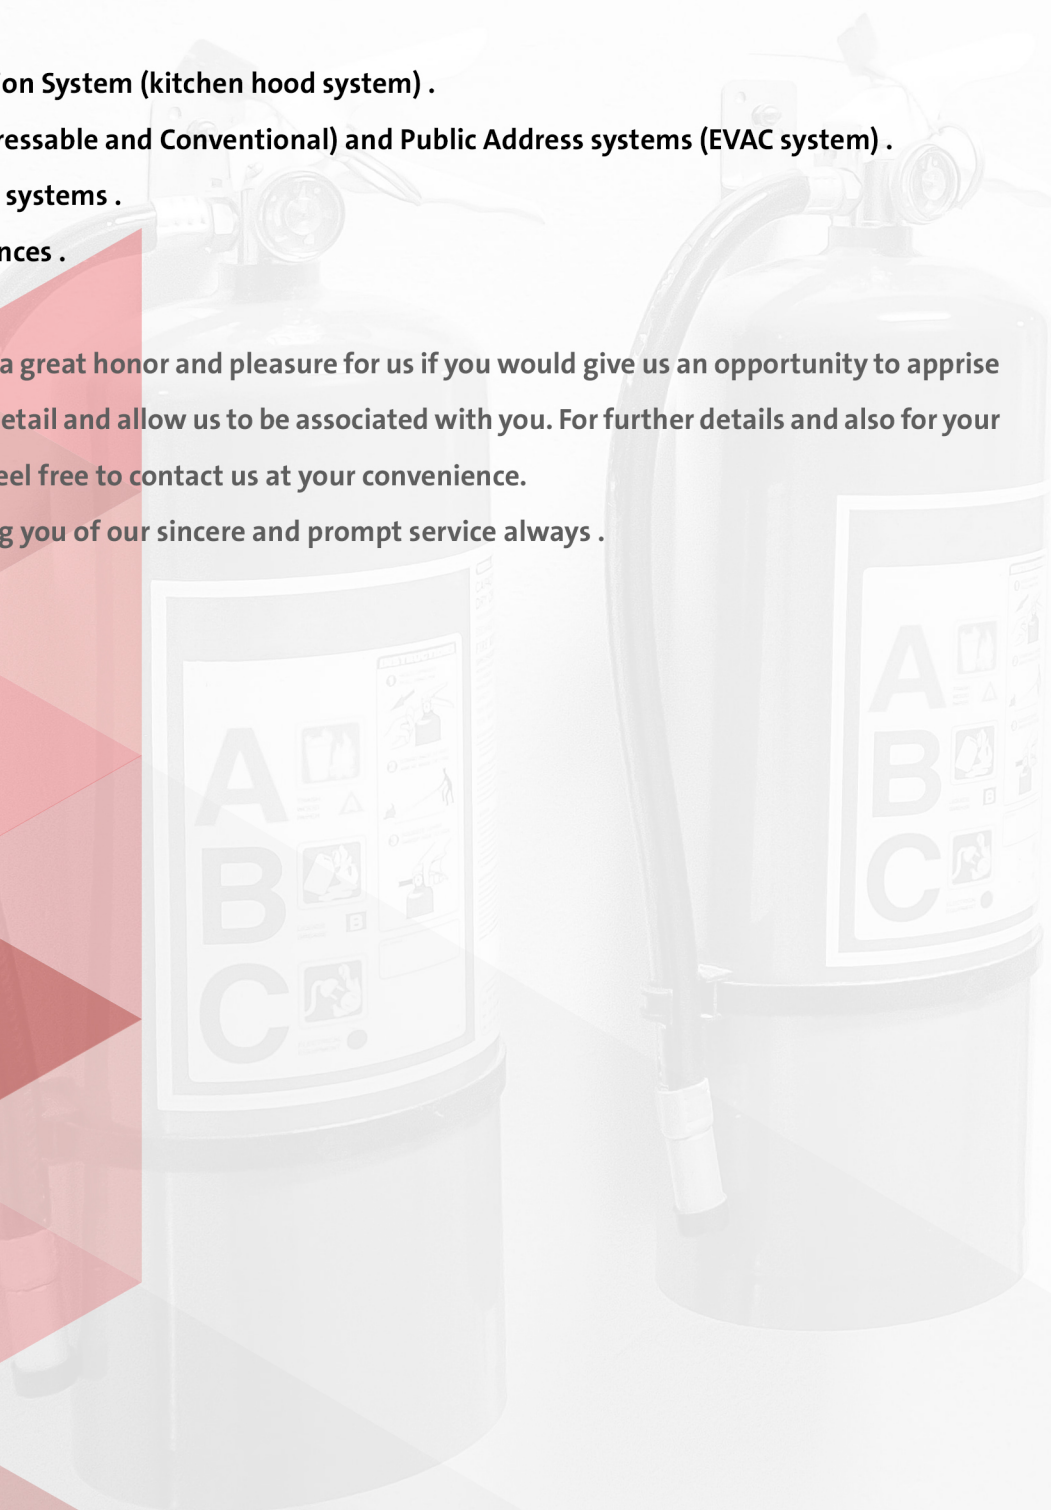 ion System (kitchen hood system) .
ressable and Conventional) and Public Address systems (EVAC system) .
systems .
nces .
a great honor and pleasure for us if you would give us an opportunity to apprise
etail and allow us to be associated with you. For further details and also for your
eel free to contact us at your convenience.
g you of our sincere and prompt service always .
A
B
C
A
B
C